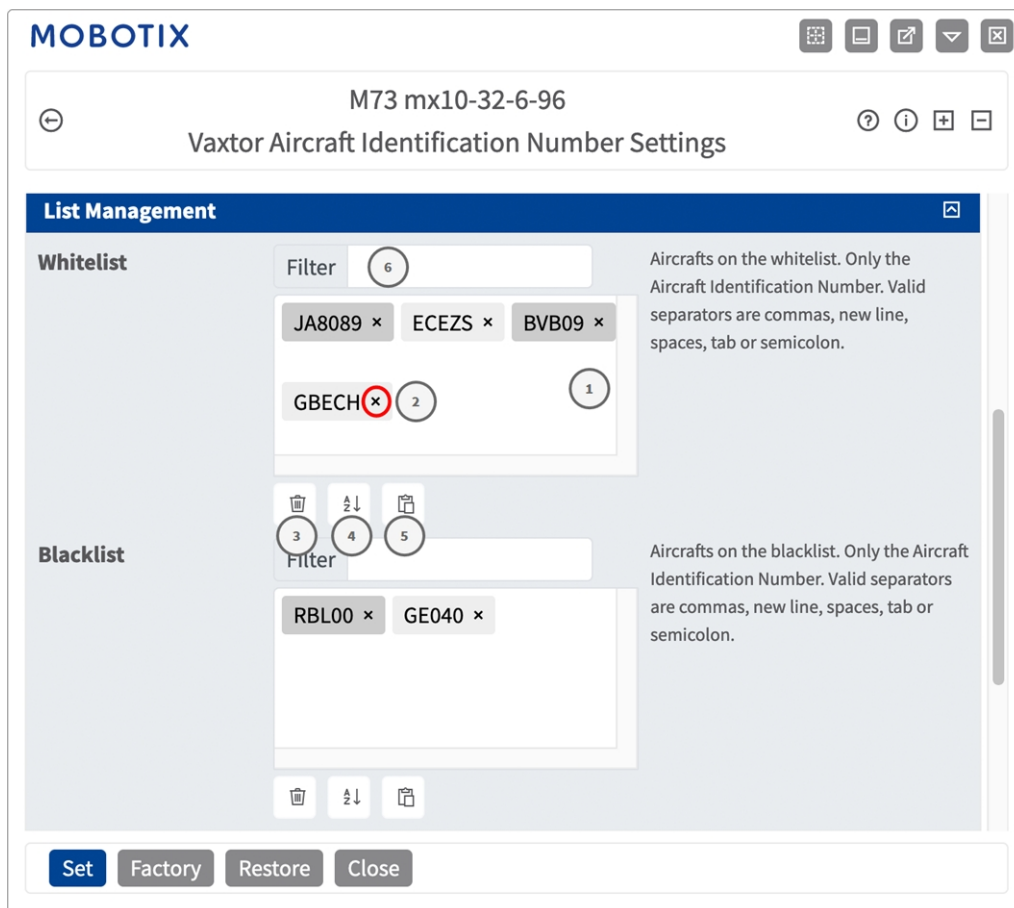 MOBOTIX
M73 mx10-32-6-96
Vaxtor Aircraft Identification Number Settings
List Management
Whitelist
Filter
6
Aircrafts on the whitelist. Only the
Aircraft Identification Number. Valid
separators are commas, new line,
spaces, tab or semicolon.
JA8089 × ECEZS × BVB09 ×
1
GBECH × 2
3 4 5
Blacklist
Filter
Aircrafts on the blacklist. Only the Aircraft
Identification Number. Valid separators
are commas, new line, spaces, tab or
semicolon.
RBL00 × GE040 ×
Set Factory Restore Close